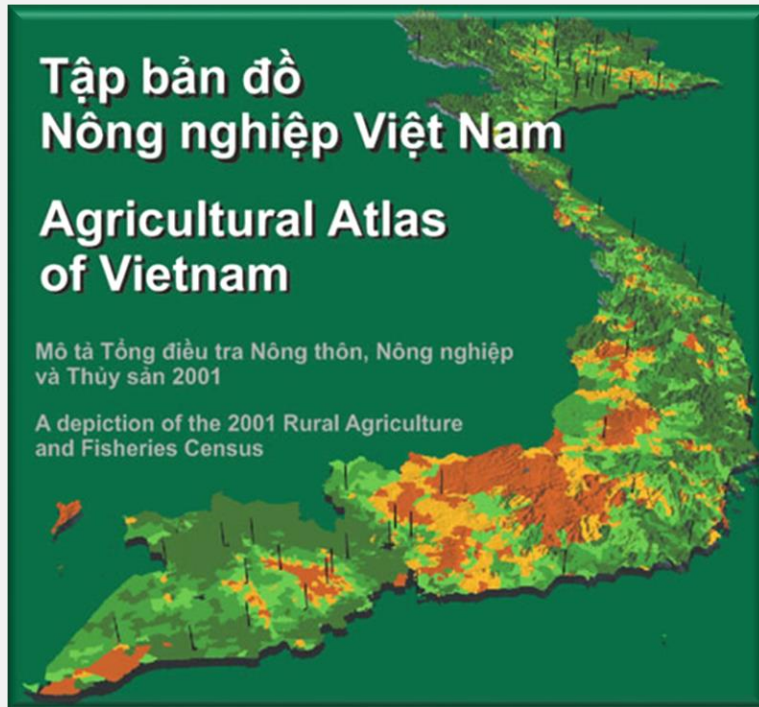 Tập bản đồ
Nông nghiệp Việt Nam
Agricultural Atlas
of Vietnam
Mô tả Tổng điều tra Nông thôn, Nông nghiệp
và Thủy sản 2001
A depiction of the 2001 Rural Agriculture
and Fisheries Census